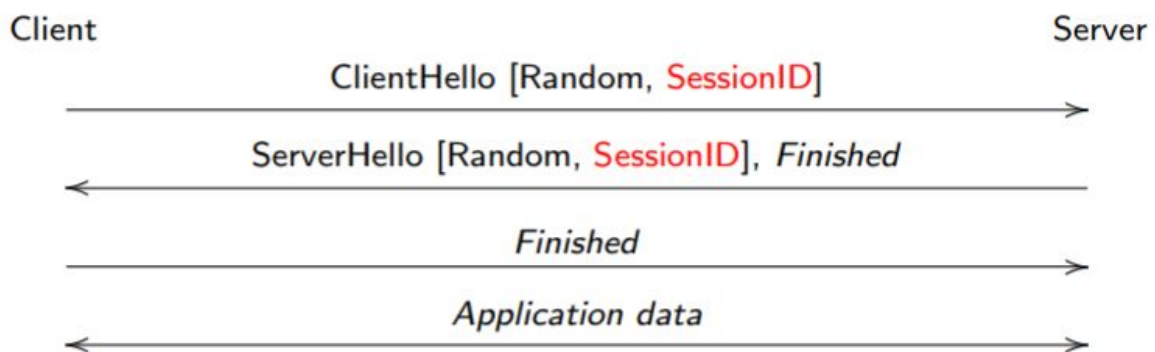 Client Server
ClientHello [Random, SessionID]
ServerHello [Random, SessionID], Finished
Finished
Application data